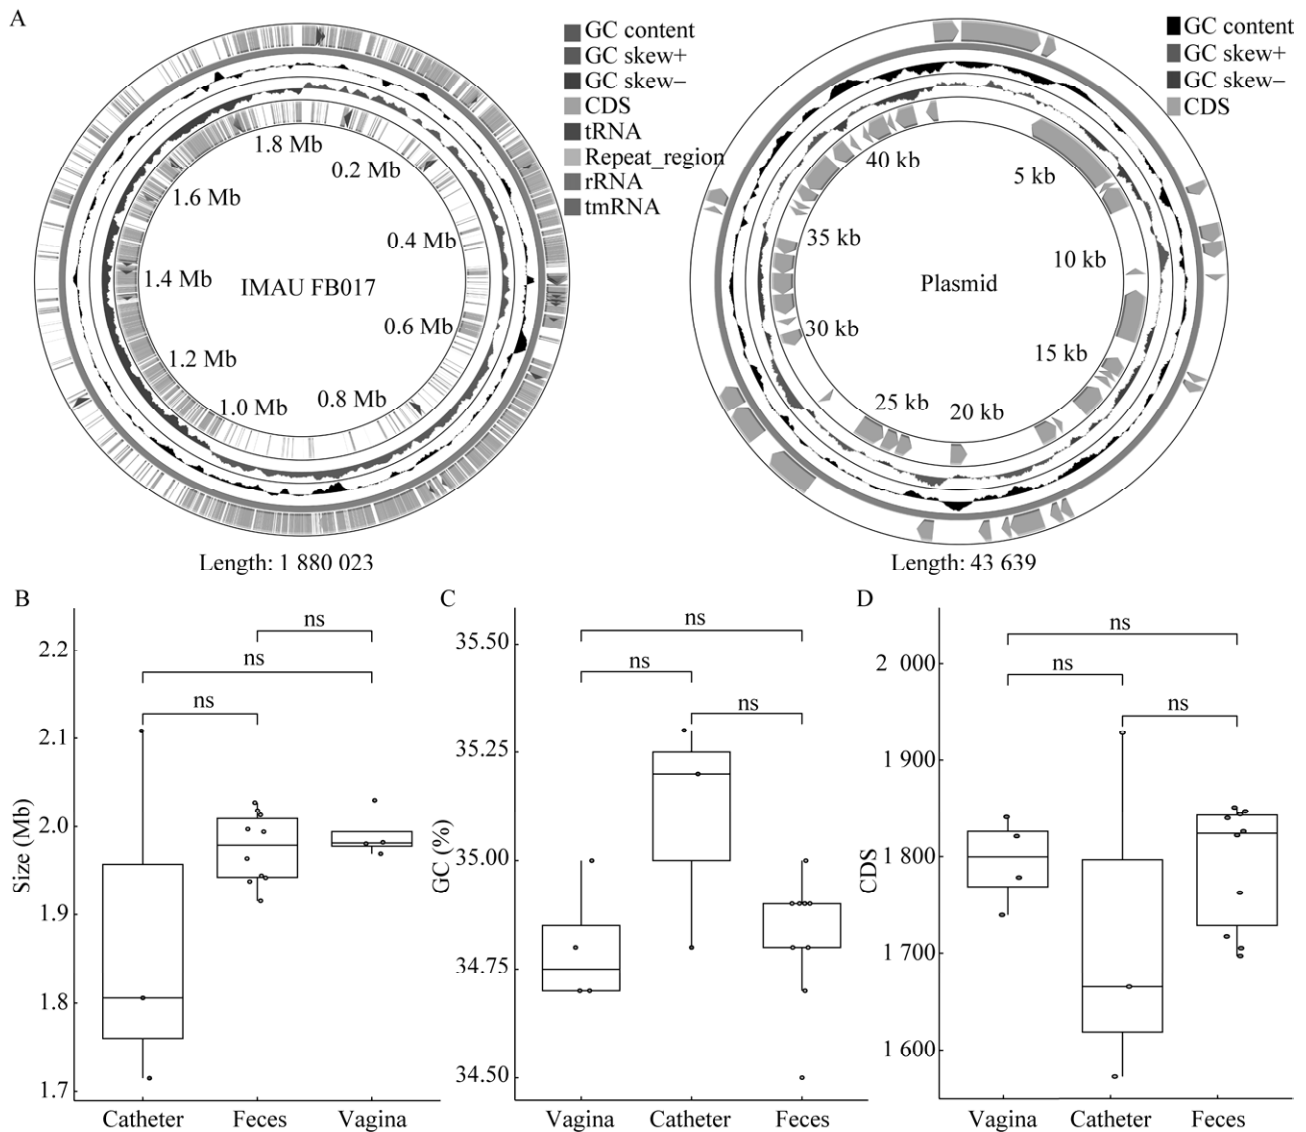 A
GC content
GC skew+
GC skew–
CDS
tRNA
Repeat_region
rRNA
tmRNA
1.8 Mb
0.2 Mb
1.6 Mb
0.4 Mb
1.4 Mb
IMAU FB017
0.6 Mb
1.2 Mb
1.0 Mb
0.8 Mb
Length: 1 880 023
GC content
GC skew+
GC skew–
CDS
40 kb
5 kb
35 kb
10 kb
Plasmid
30 kb
15 kb
25 kb
20 kb
Length: 43 639
B
ns
ns
ns
2.2
2.1
2.0
1.9
1.8
1.7
Size (Mb)
Catheter
Feces
Vagina
C
ns
ns
ns
35.50
35.25
35.00
34.75
34.50
GC (%)
Vagina
Catheter
Feces
D
ns
ns
ns
2 000
1 900
1 800
1 700
1 600
CDS
Vagina
Catheter
Feces